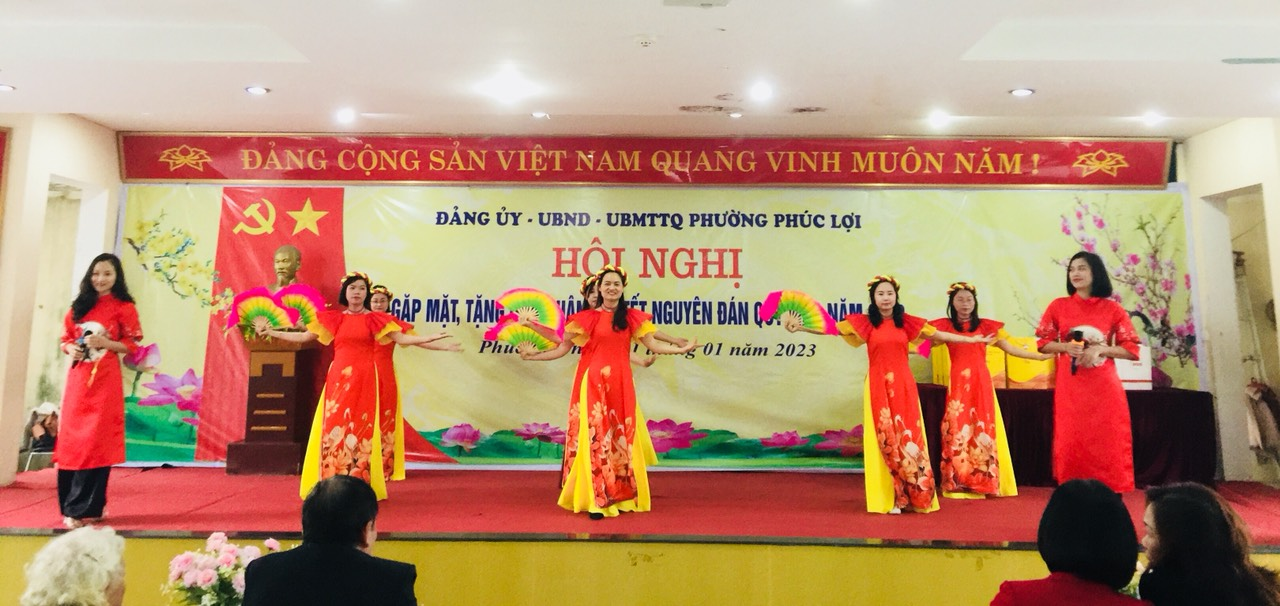 ĐẢNG CỘNG SẢN VIỆT NAM QUANG VINH MUÔN NĂM !
ĐẢNG ỦY - UBND - UBMTTQ PHƯỜNG PHÚC LỢI
HỘI NGHỊ
GẶP MẶT, TẶNG NGUYÊN ĐÁN NĂM
01 năm 2023